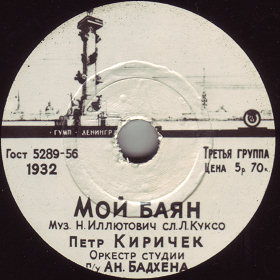 ГУМП - ЛЕНИНГР
Гост 5289-56
1932
ТРЕТЬЯ ГРУППА
ЦЕНА 5р 70к.
МОЙ БАЯН
Муз. Н. Иллютович сл. Л. Куксо
ПЕТР КИРИЧЕК
ОРКЕСТР СТУДИИ
п/у АН. БАДХЕНА